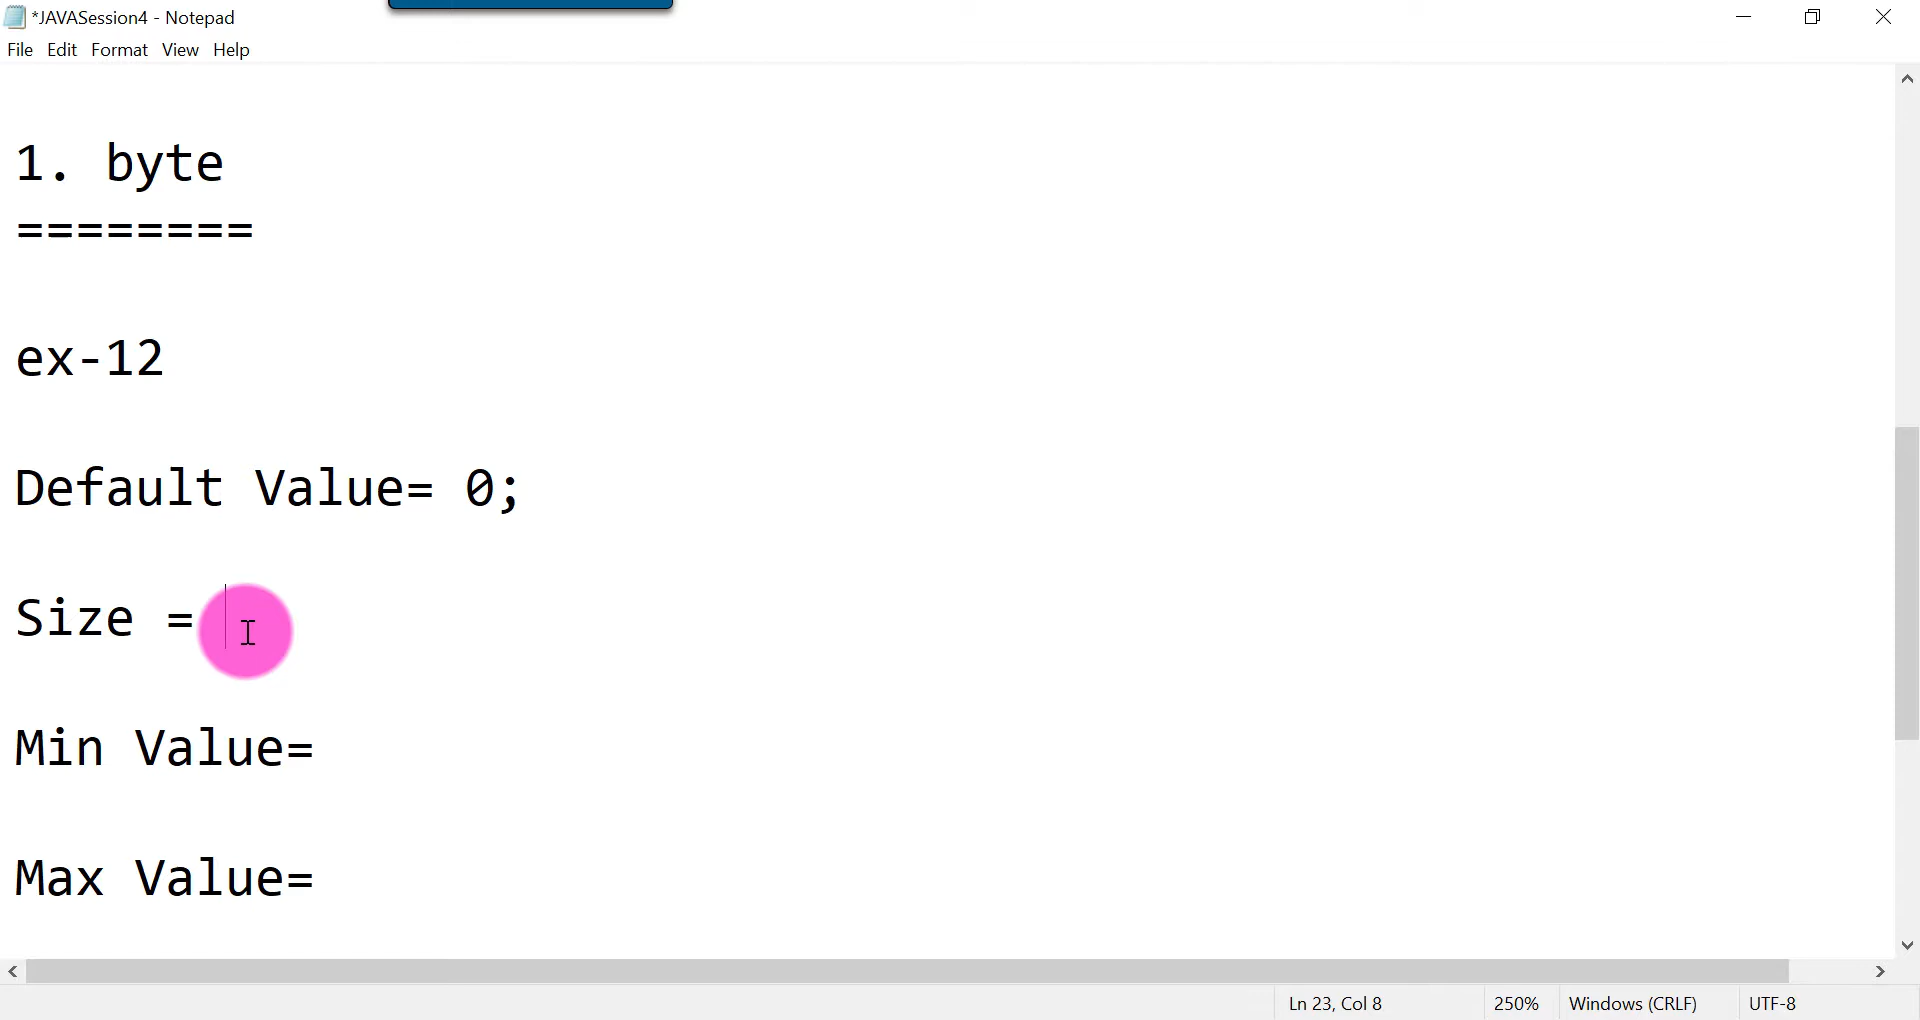 *JAVASession4 - Notepad
File Edit Format View Help
1. byte
========
ex-12
Default Value= 0;
Size =
Min Value=
Max Value=
Ln 23, Col 8 250% Windows (CRLF) UTF-8